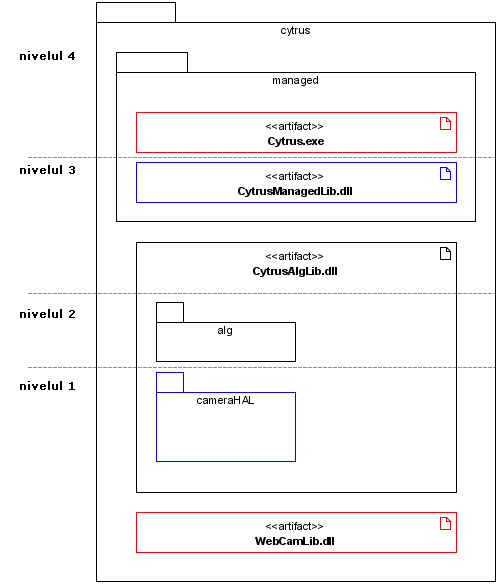 cytrus
nivelul 4
managed
<<artifact>>
Cytrus.exe
nivelul 3
<<artifact>>
CytrusManagedLib.dll
<<artifact>>
CytrusAlgLib.dll
nivelul 2
alg
nivelul 1
cameraHAL
<<artifact>>
WebCamLib.dll